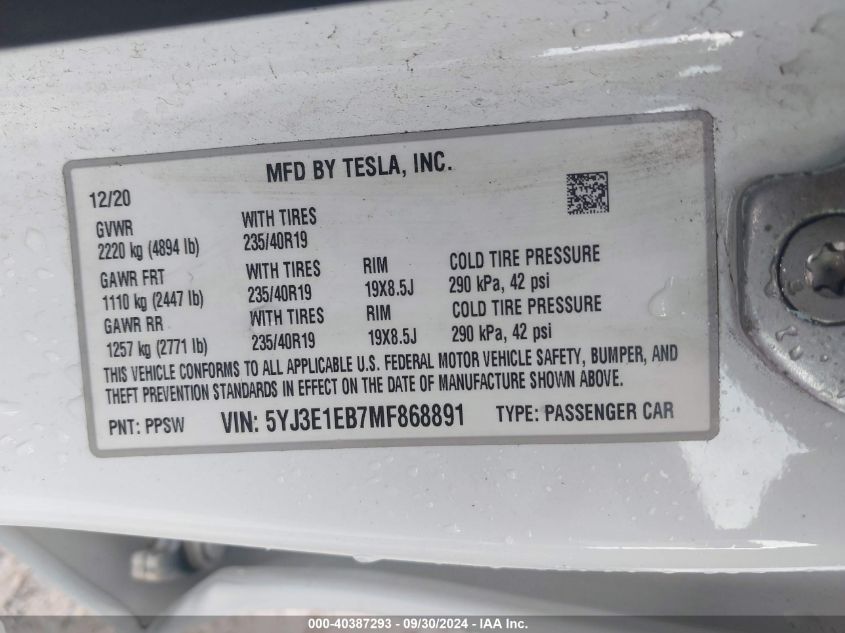 MFD BY TESLA, INC.
12/20
GVWR WITH TIRES
2220 kg (4894 lb) 235/40R19
GAWR FRT WITH TIRES RIM COLD TIRE PRESSURE
1110 kg (2447 lb) 235/40R19 19X8.5J 290 kPa, 42 psi
GAWR RR WITH TIRES RIM COLD TIRE PRESSURE
1257 kg (2771 lb) 235/40R19 19X8.5J 290 kPa, 42 psi
THIS VEHICLE CONFORMS TO ALL APPLICABLE U.S. FEDERAL MOTOR VEHICLE SAFETY, BUMPER, AND
THEFT PREVENTION STANDARDS IN EFFECT ON THE DATE OF MANUFACTURE SHOWN ABOVE.
PNT: PPSW VIN: 5YJ3E1EB7MF868891 TYPE: PASSENGER CAR
000-40387293 - 09/30/2024 - IAA Inc.